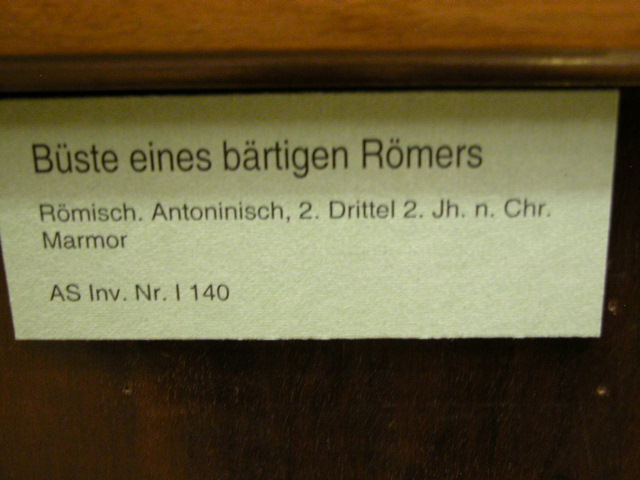 Büste eines bärtigen Römers
Römisch. Antoninisch, 2. Drittel 2. Jh. n. Chr.
Marmor
AS Inv. Nr. I 140